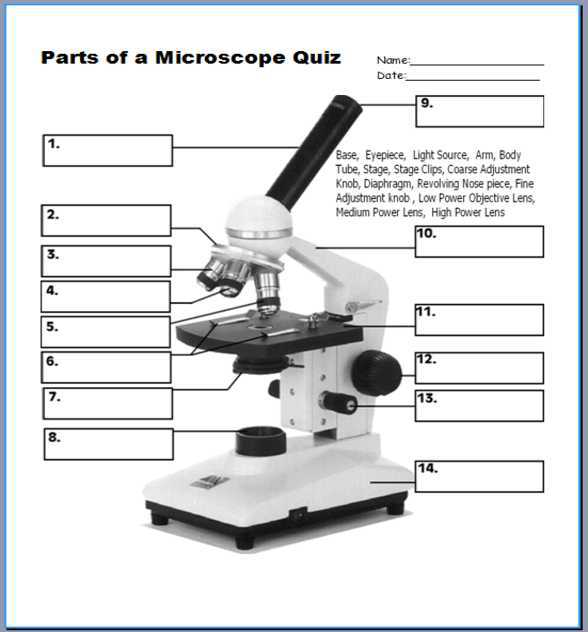 Parts of a Microscope Quiz
Name:____________________
Date:____________________
9.
1.
Base, Eyepiece, Light Source, Arm, Body
Tube, Stage, Stage Clips, Coarse Adjustment
Knob, Diaphragm, Revolving Nose piece, Fine
Adjustment knob , Low Power Objective Lens,
Medium Power Lens, High Power Lens
2.
10.
3.
4.
11.
5.
6.
12.
7.
13.
8.
14.